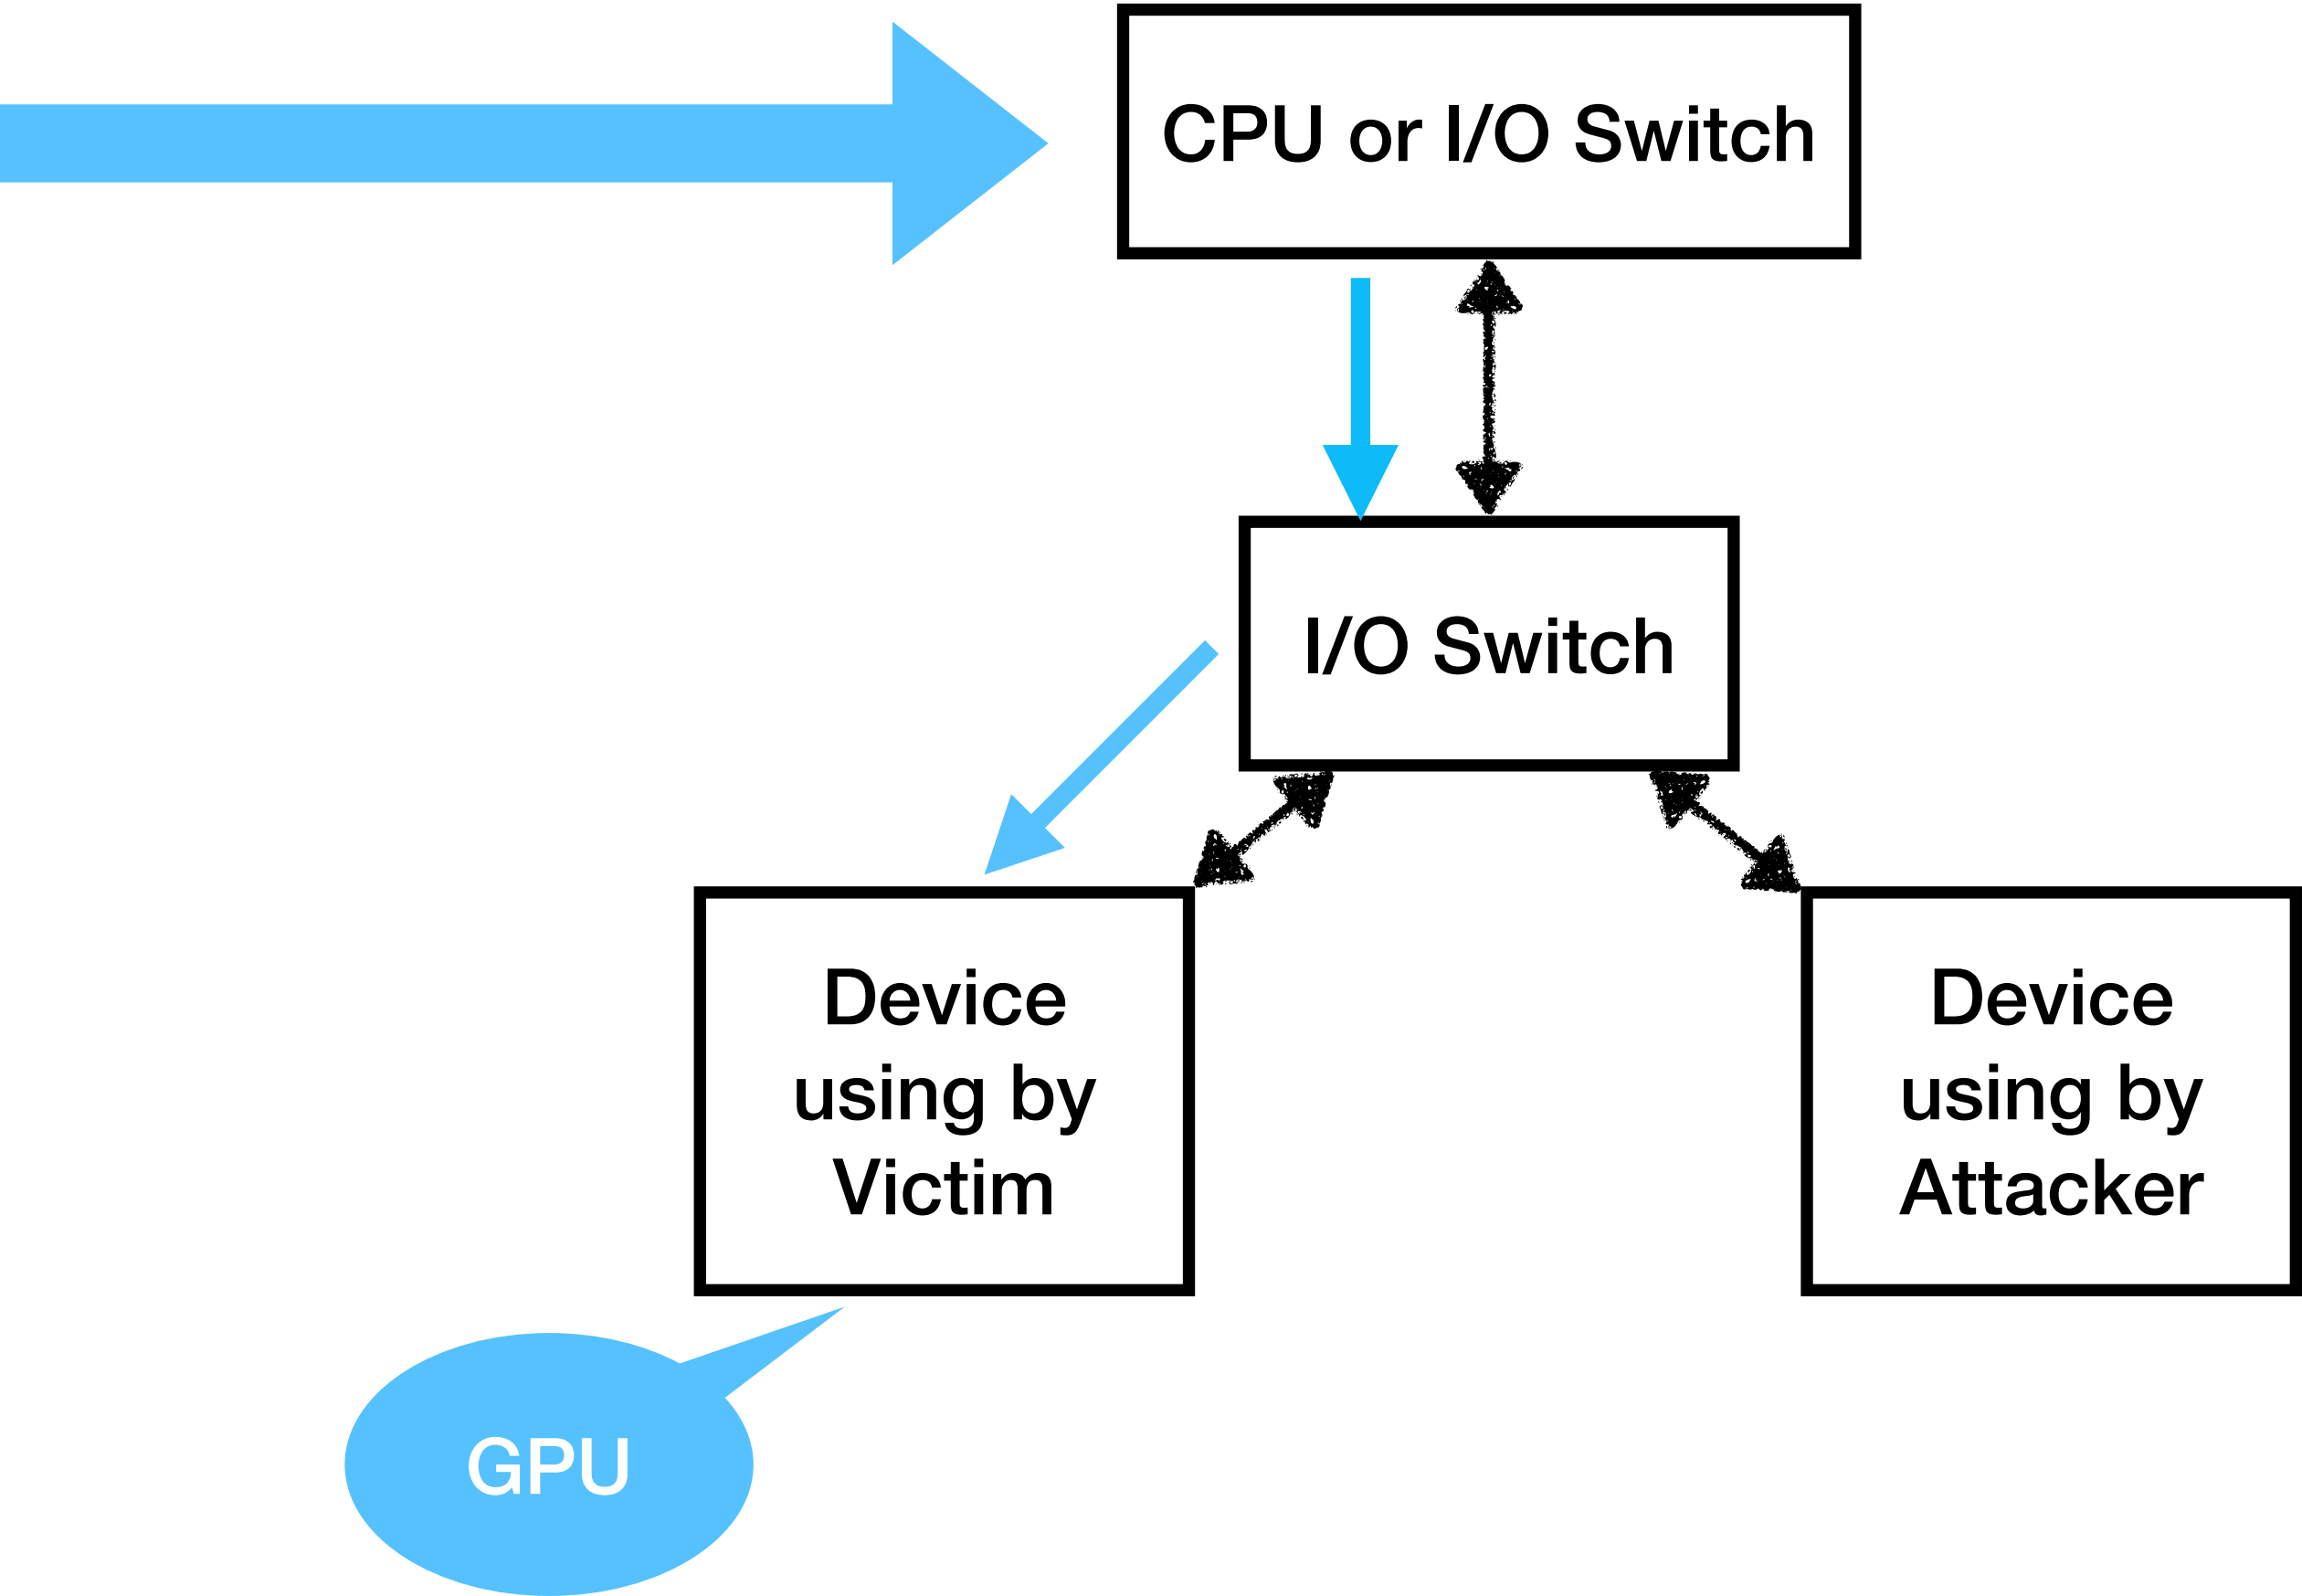 CPU or I/O Switch
I/O Switch
Device
using by
Victim
Device
using by
Attacker
GPU